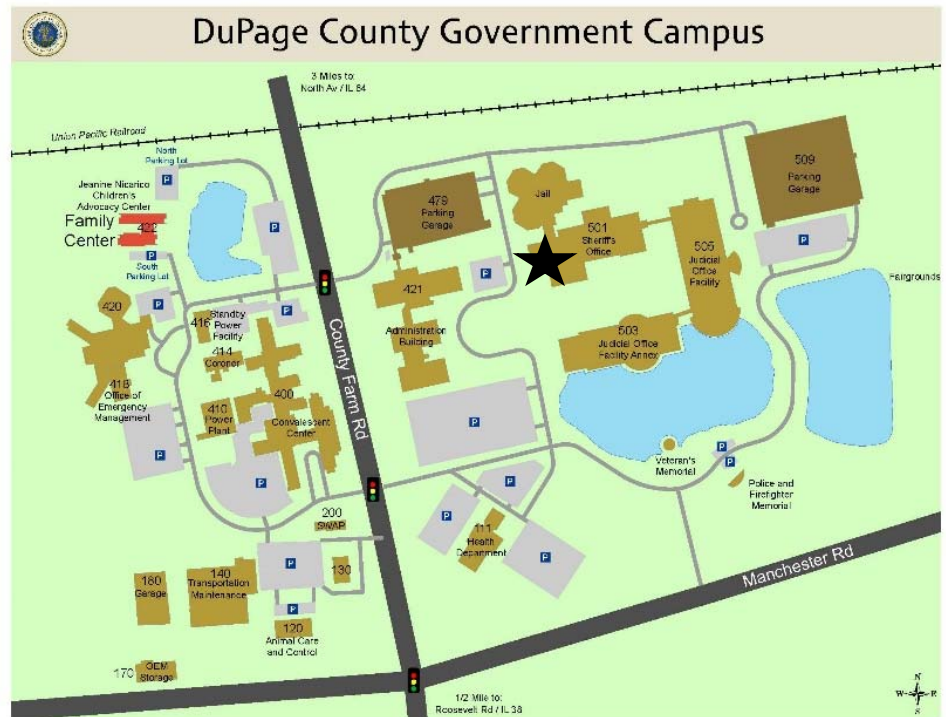 DuPage County Government Campus
3 Miles to:
North Av / IL 64
Union Pacific Railroad
North
Parking Lot
P
Jeanine Nicarico
Children's
Advocacy Center
Family
Center
422
South
Parking Lot
P
P
P
P
420
418
Office of
Emergency
Management
P
416
Standby
Power
Facility
414
Coroner
400
Convalescent
Center
410
Power
Plant
P
County Farm Rd
479
Parking
Garage
Jail
501
Sheriff's
Office
505
Judicial
Office
Facility
509
Parking
Garage
P
Fairgrounds
P
421
Administration
Building
503
Judicial Office
Facility Annex
P
Veteran's
Memorial
P
P
Police and
Firefighter
Memorial
P
P
111
Health
Department
P
200
SWAP
P
130
180
Garage
140
Transportation
Maintenance
P
120
Animal Care
and Control
170
OEM
Storage
Manchester Rd
1/2 Mile to:
Roosevelt Rd / IL 38
N
W
E
S